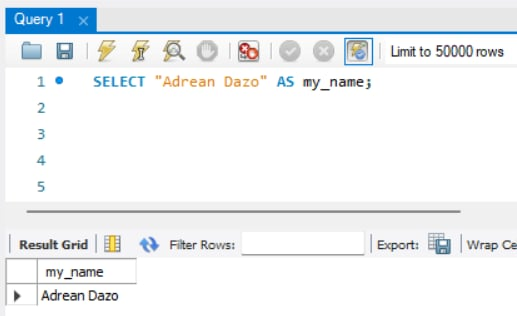 Query 1
Limit to 50000 rows
1 SELECT "Adrean Dazo" AS my_name;
2
3
4
5
Result Grid Filter Rows: Export: Wrap Ce
my_name
Adrean Dazo